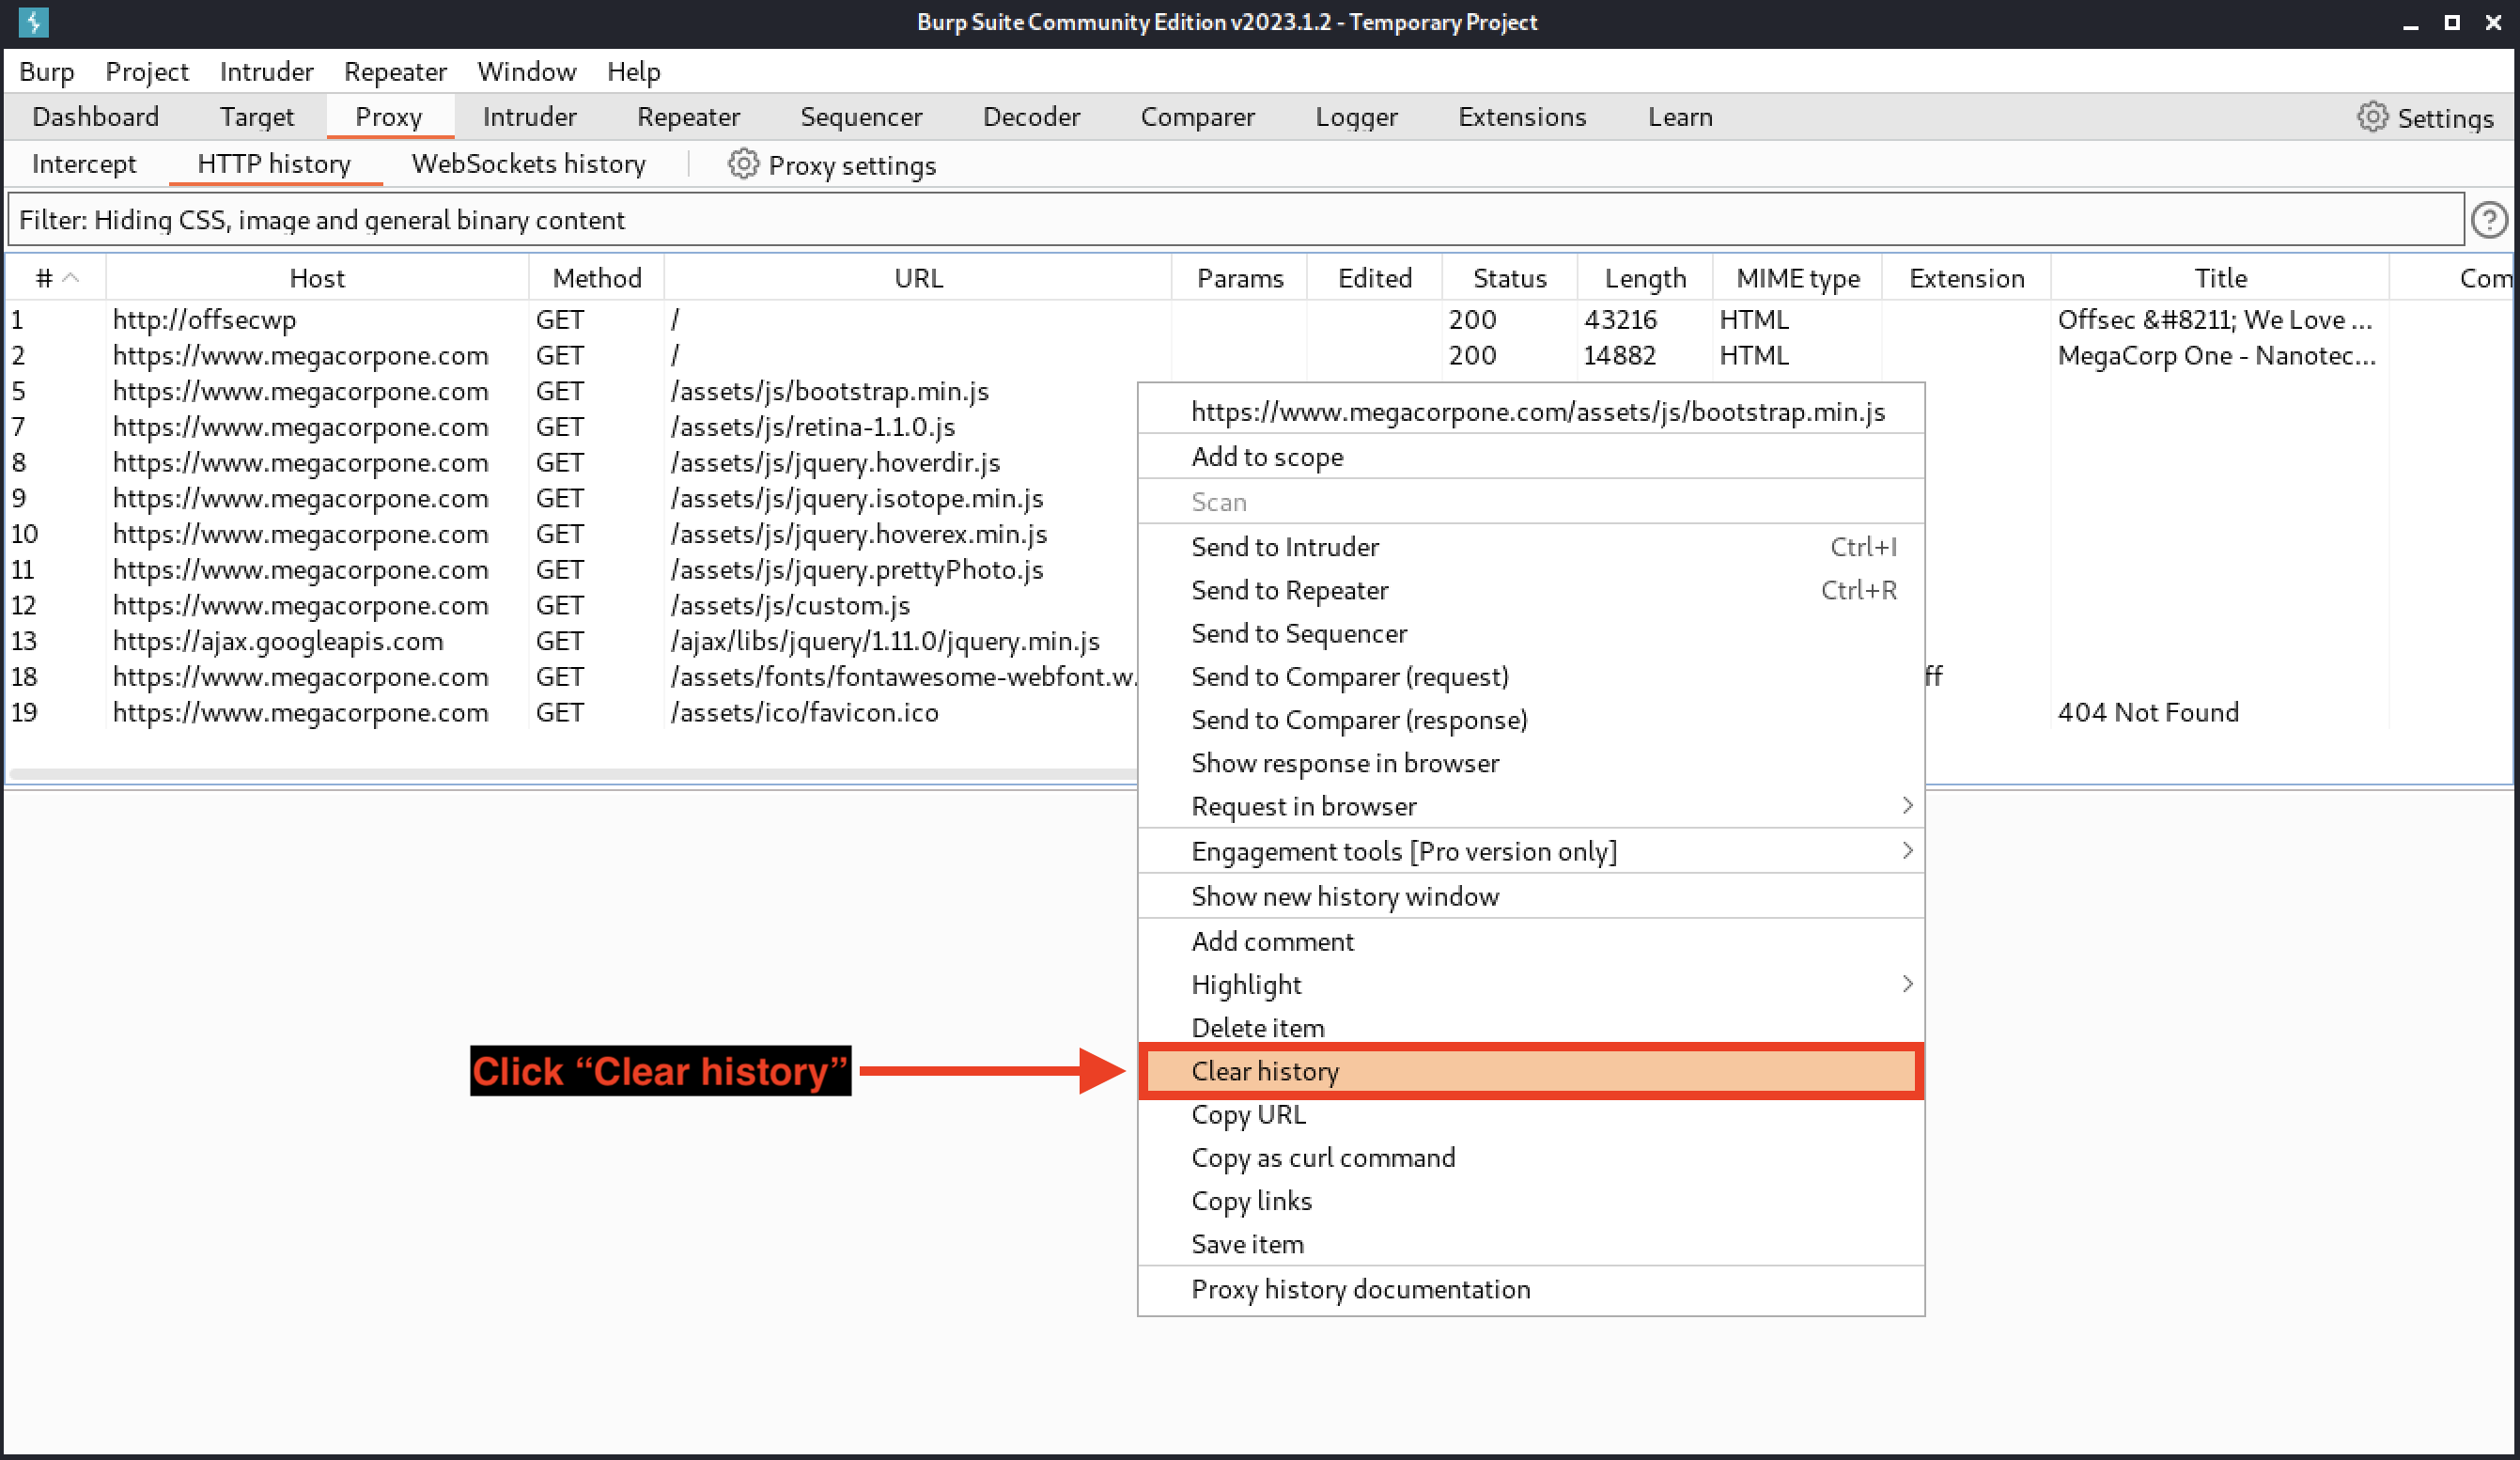 Burp Suite Community Edition v2023.1.2 - Temporary Project
Burp Project Intruder Repeater Window Help
Dashboard Target Proxy Intruder Repeater Sequencer Decoder Comparer Logger Extensions Learn Settings
Intercept HTTP history WebSockets history Proxy settings
Filter: Hiding CSS, image and general binary content ?
# Host Method URL Params Edited Status Length MIME type Extension Title Com
1 http://offsecwp GET / 200 43216 HTML Offsec &#8211; We Love ...
2 https://www.megacorpone.com GET / 200 14882 HTML MegaCorp One - Nanotec...
5 https://www.megacorpone.com GET /assets/js/bootstrap.min.js
7 https://www.megacorpone.com GET /assets/js/retina-1.1.0.js
8 https://www.megacorpone.com GET /assets/js/jquery.hoverdir.js
9 https://www.megacorpone.com GET /assets/js/jquery.isotope.min.js
10 https://www.megacorpone.com GET /assets/js/jquery.hoverex.min.js
11 https://www.megacorpone.com GET /assets/js/jquery.prettyPhoto.js
12 https://www.megacorpone.com GET /assets/js/custom.js
13 https://ajax.googleapis.com GET /ajax/libs/jquery/1.11.0/jquery.min.js
18 https://www.megacorpone.com GET /assets/fonts/fontawesome-webfont.w. ff
19 https://www.megacorpone.com GET /assets/ico/favicon.ico 404 Not Found
https://www.megacorpone.com/assets/js/bootstrap.min.js
Add to scope
Scan
Send to Intruder Ctrl+I
Send to Repeater Ctrl+R
Send to Sequencer
Send to Comparer (request)
Send to Comparer (response)
Show response in browser
Request in browser
Engagement tools [Pro version only]
Show new history window
Add comment
Highlight
Delete item
Click “Clear history”
Clear history
Copy URL
Copy as curl command
Copy links
Save item
Proxy history documentation